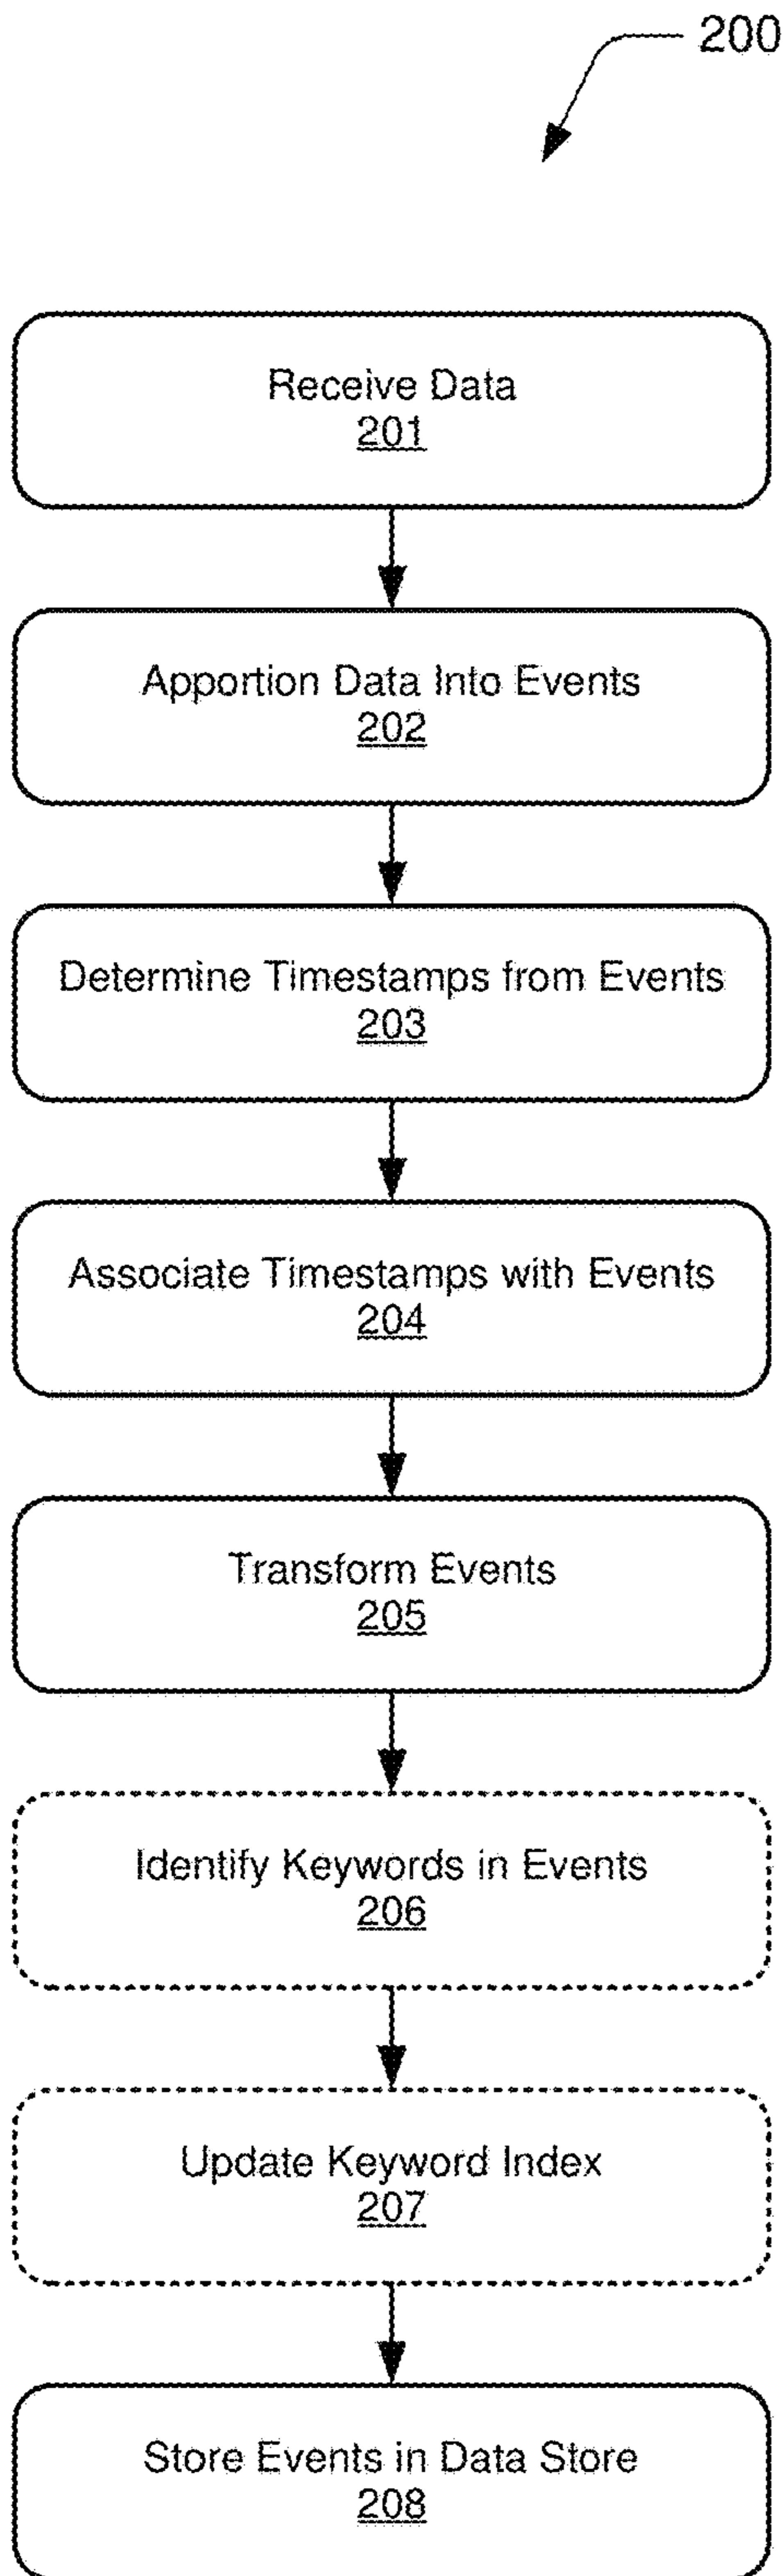 200
Receive Data
201
Apportion Data Into Events
202
Determine Timestamps from Events
203
Associate Timestamps with Events
204
Transform Events
205
Identify Keywords in Events
206
Update Keyword Index
207
Store Events in Data Store
208